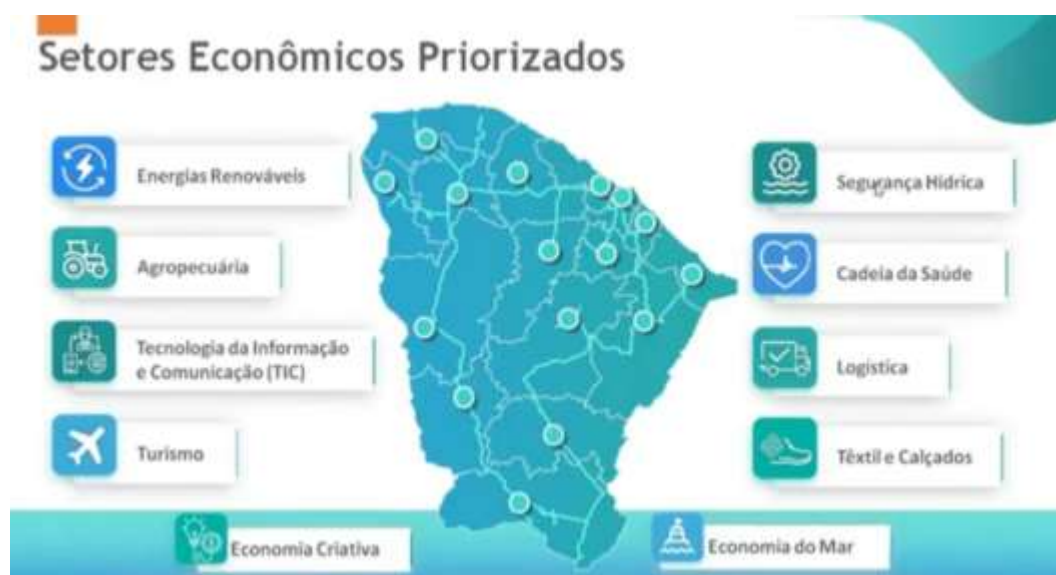 Setores Econômicos Priorizados
Energias Renováveis
Agropecuária
Tecnologia da Informação
e Comunicação (TIC)
Turismo
Segurança Hídrica
Cadeia da Saúde
Logística
Têxtil e Calçados
Economia Criativa
Economia do Mar